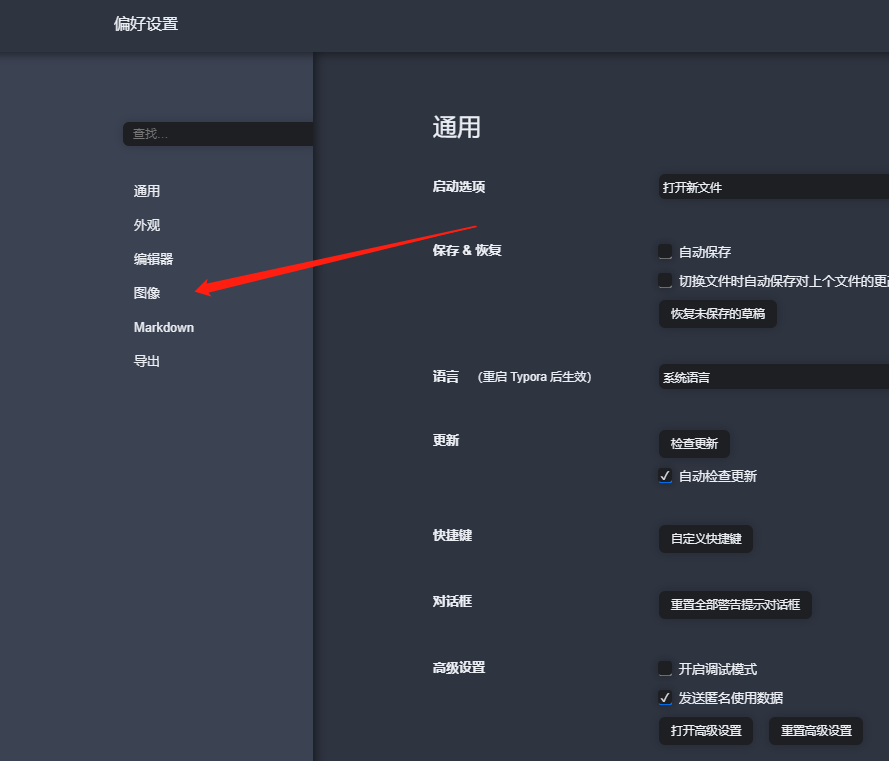 偏好设置
查找...
通用
外观
编辑器
图像
Markdown
导出
通用
启动选项
打开新文件
保存 & 恢复
自动保存
切换文件时自动保存对上个文件的更
恢复未保存的草稿
语言 (重启 Typora 后生效)
系统语言
更新
检查更新
自动检查更新
快捷键
自定义快捷键
对话框
重置全部警告提示对话框
高级设置
开启调试模式
发送匿名使用数据
打开高级设置
重置高级设置